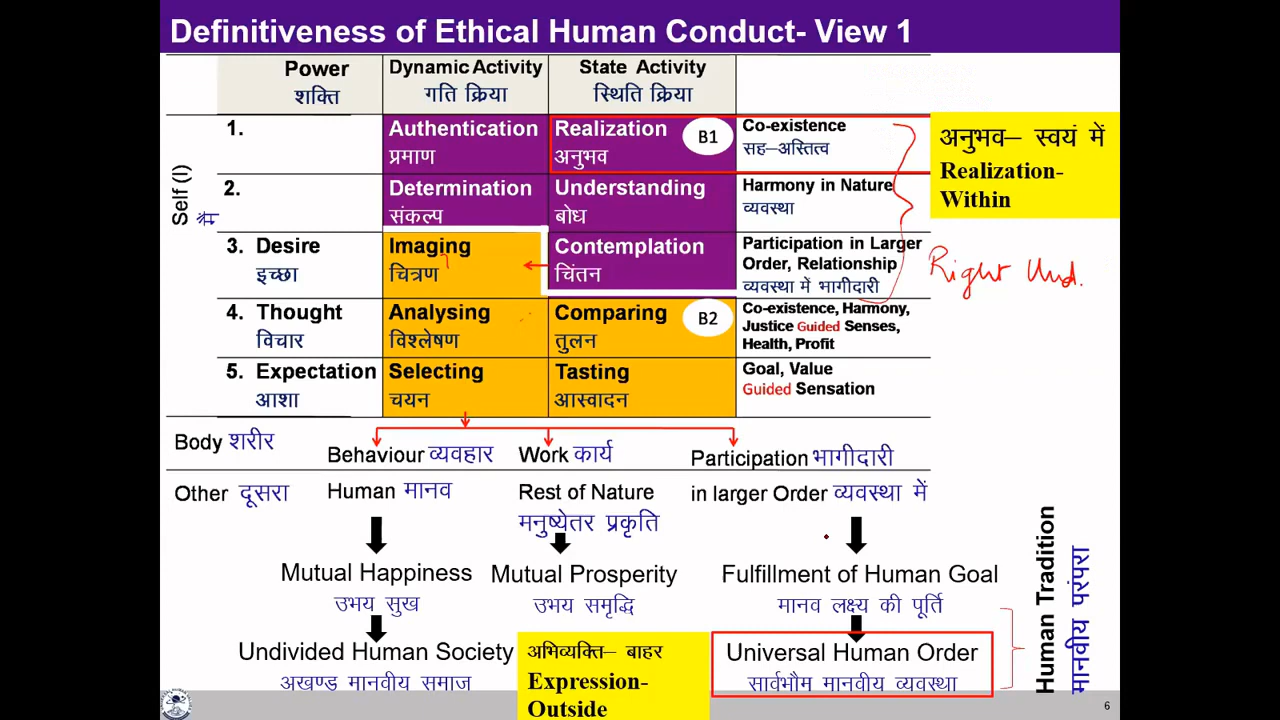 Definitiveness of Ethical Human Conduct- View 1
Power
शक्ति
Dynamic Activity
गति क्रिया
State Activity
स्थिति क्रिया
Self (I)
मैं
1.
Authentication
प्रमाण
Realization
अनुभव
B1
Co-existence
सह–अस्तित्व
अनुभव– स्वयं में
Realization-
Within
2.
Determination
संकल्प
Understanding
बोध
Harmony in Nature
व्यवस्था
3. Desire
इच्छा
Imaging
चित्रण
Contemplation
चिंतन
Participation in Larger
Order, Relationship
व्यवस्था में भागीदारी
Right Und.
4. Thought
विचार
Analysing
विश्लेषण
Comparing
तुलन
B2
Co-existence, Harmony,
Justice Guided Senses,
Health, Profit
5. Expectation
आशा
Selecting
चयन
Tasting
आस्वादन
Goal, Value
Guided Sensation
Body शरीर
Behaviour व्यवहार
Work कार्य
Participation भागीदारी
Other दूसरा
Human मानव
Rest of Nature
मनुष्येतर प्रकृति
in larger Order व्यवस्था में
Mutual Happiness
उभय सुख
Mutual Prosperity
उभय समृद्धि
Fulfillment of Human Goal
मानव लक्ष्य की पूर्ति
Undivided Human Society
अखण्ड मानवीय समाज
अभिव्यक्ति– बाहर
Expression-
Outside
Universal Human Order
सार्वभौम मानवीय व्यवस्था
Human Tradition
मानवीय परंपरा
6